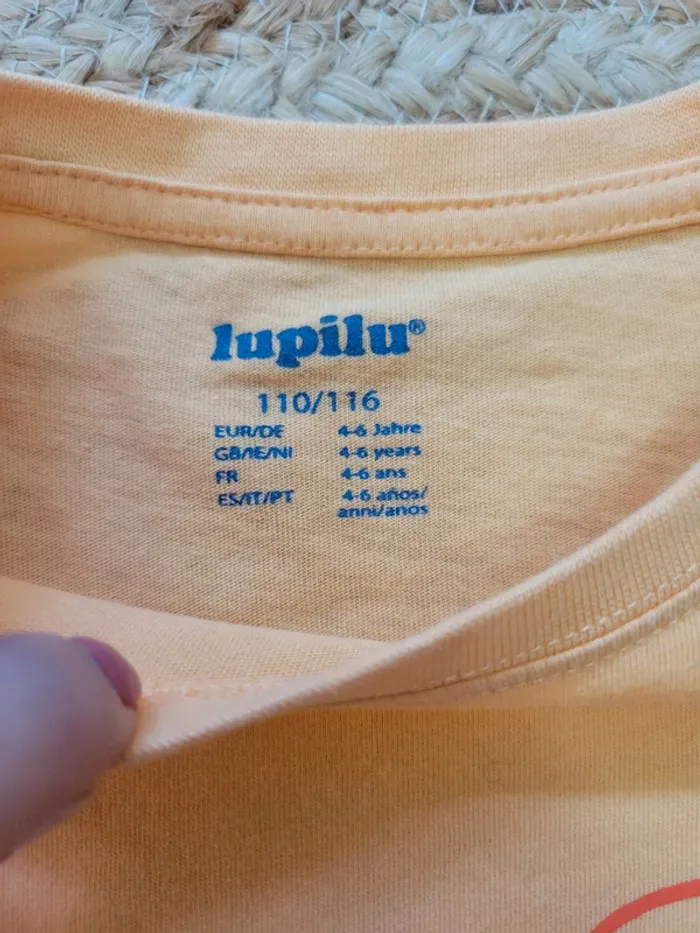 lupilu®
110/116
EUR/DE 4-6 Jahre
GB/IE/NI 4-6 years
FR 4-6 ans
ES/IT/PT 4-6 años/
anni/anos